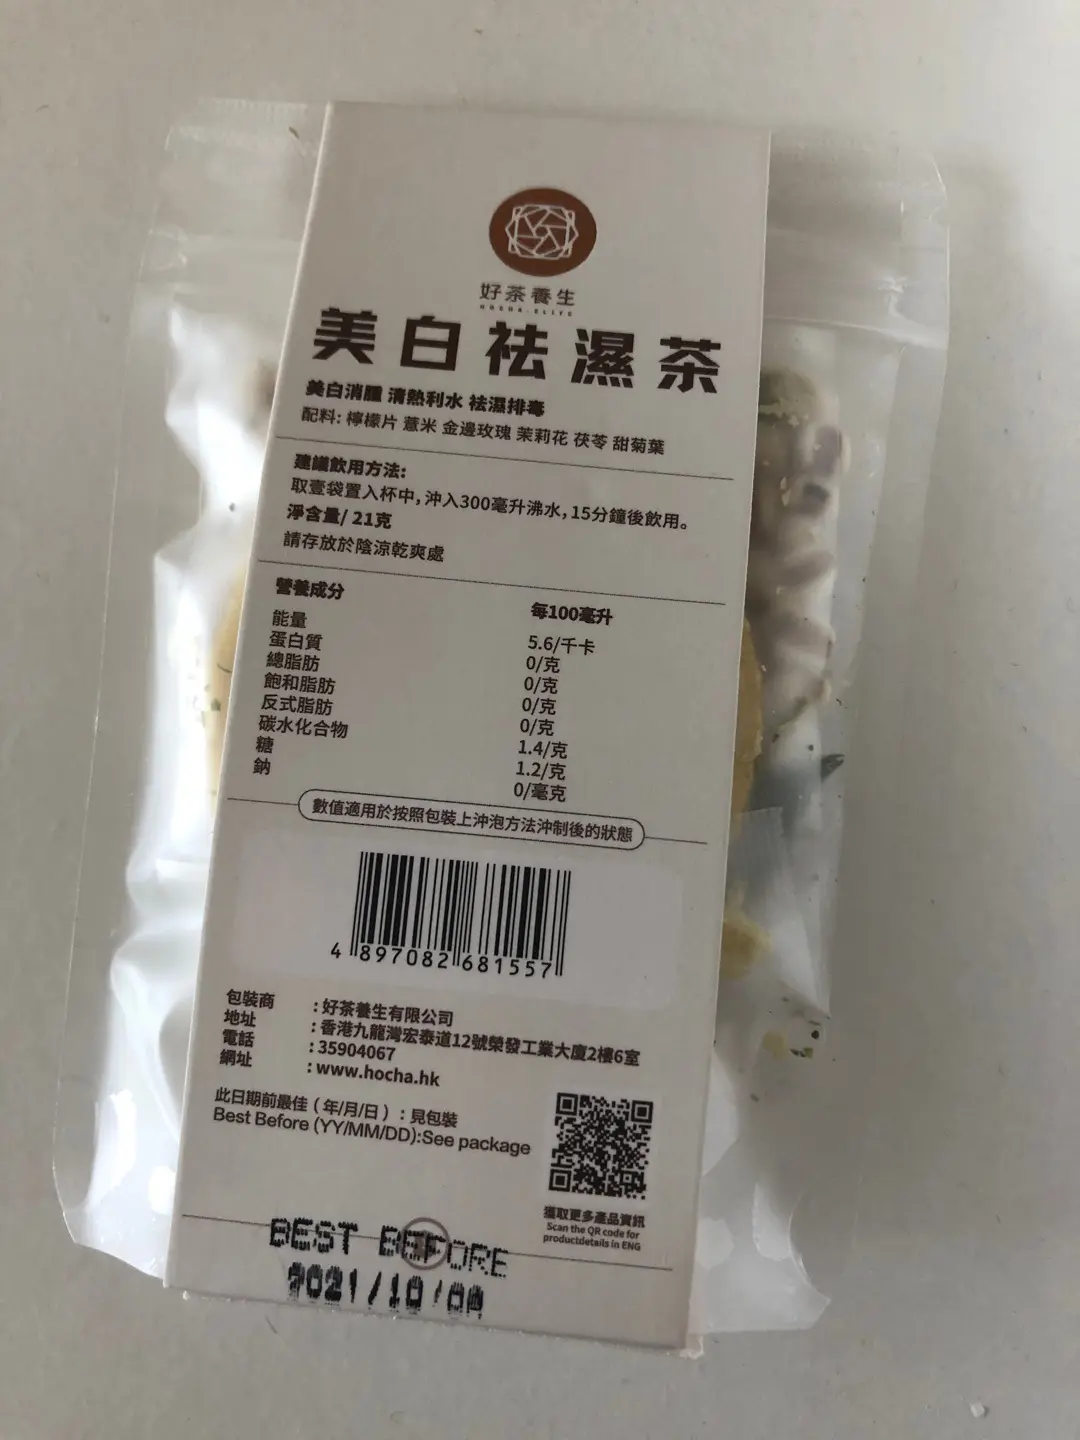 好茶養生
HOCHA·ELITE
美白祛濕茶
美白消腫 清熱利水 祛濕排毒
配料: 檸檬片 薏米 金邊玫瑰 茉莉花 茯苓 甜菊葉
建議飲用方法:
取壹袋置入杯中, 沖入300毫升沸水, 15分鐘後飲用。
淨含量/ 21克
請存放於陰涼乾爽處
營養成分 每100毫升
能量 5.6/千卡
蛋白質 0/克
總脂肪 0/克
飽和脂肪 0/克
反式脂肪 0/克
碳水化合物 1.4/克
糖 1.2/克
鈉 0/毫克
數值適用於按照包裝上沖泡方法沖制後的狀態
4 897082 681557
包裝商 : 好茶養生有限公司
地址 : 香港九龍灣宏泰道12號榮發工業大廈2樓6室
電話 : 35904067
網址 : www.hocha.hk
此日期前最佳 ( 年/月/日 ) : 見包裝
Best Before (YY/MM/DD):See package
獲取更多產品資訊
Scan the QR code for
productdetails in ENG
BEST BEFORE
2021/10/